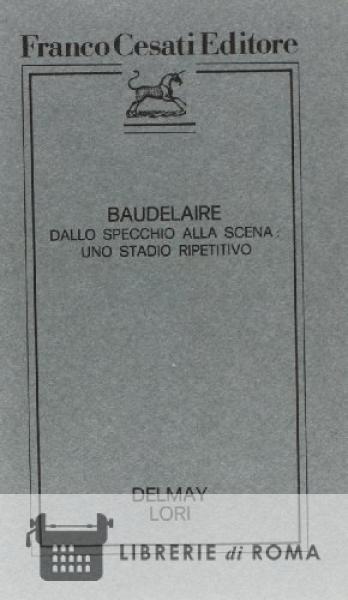 Franco Cesati Editore
BAUDELAIRE
DALLO SPECCHIO ALLA SCENA:
UNO STADIO RIPETITIVO
DELMAY
LORI
LIBRERIE di ROMA